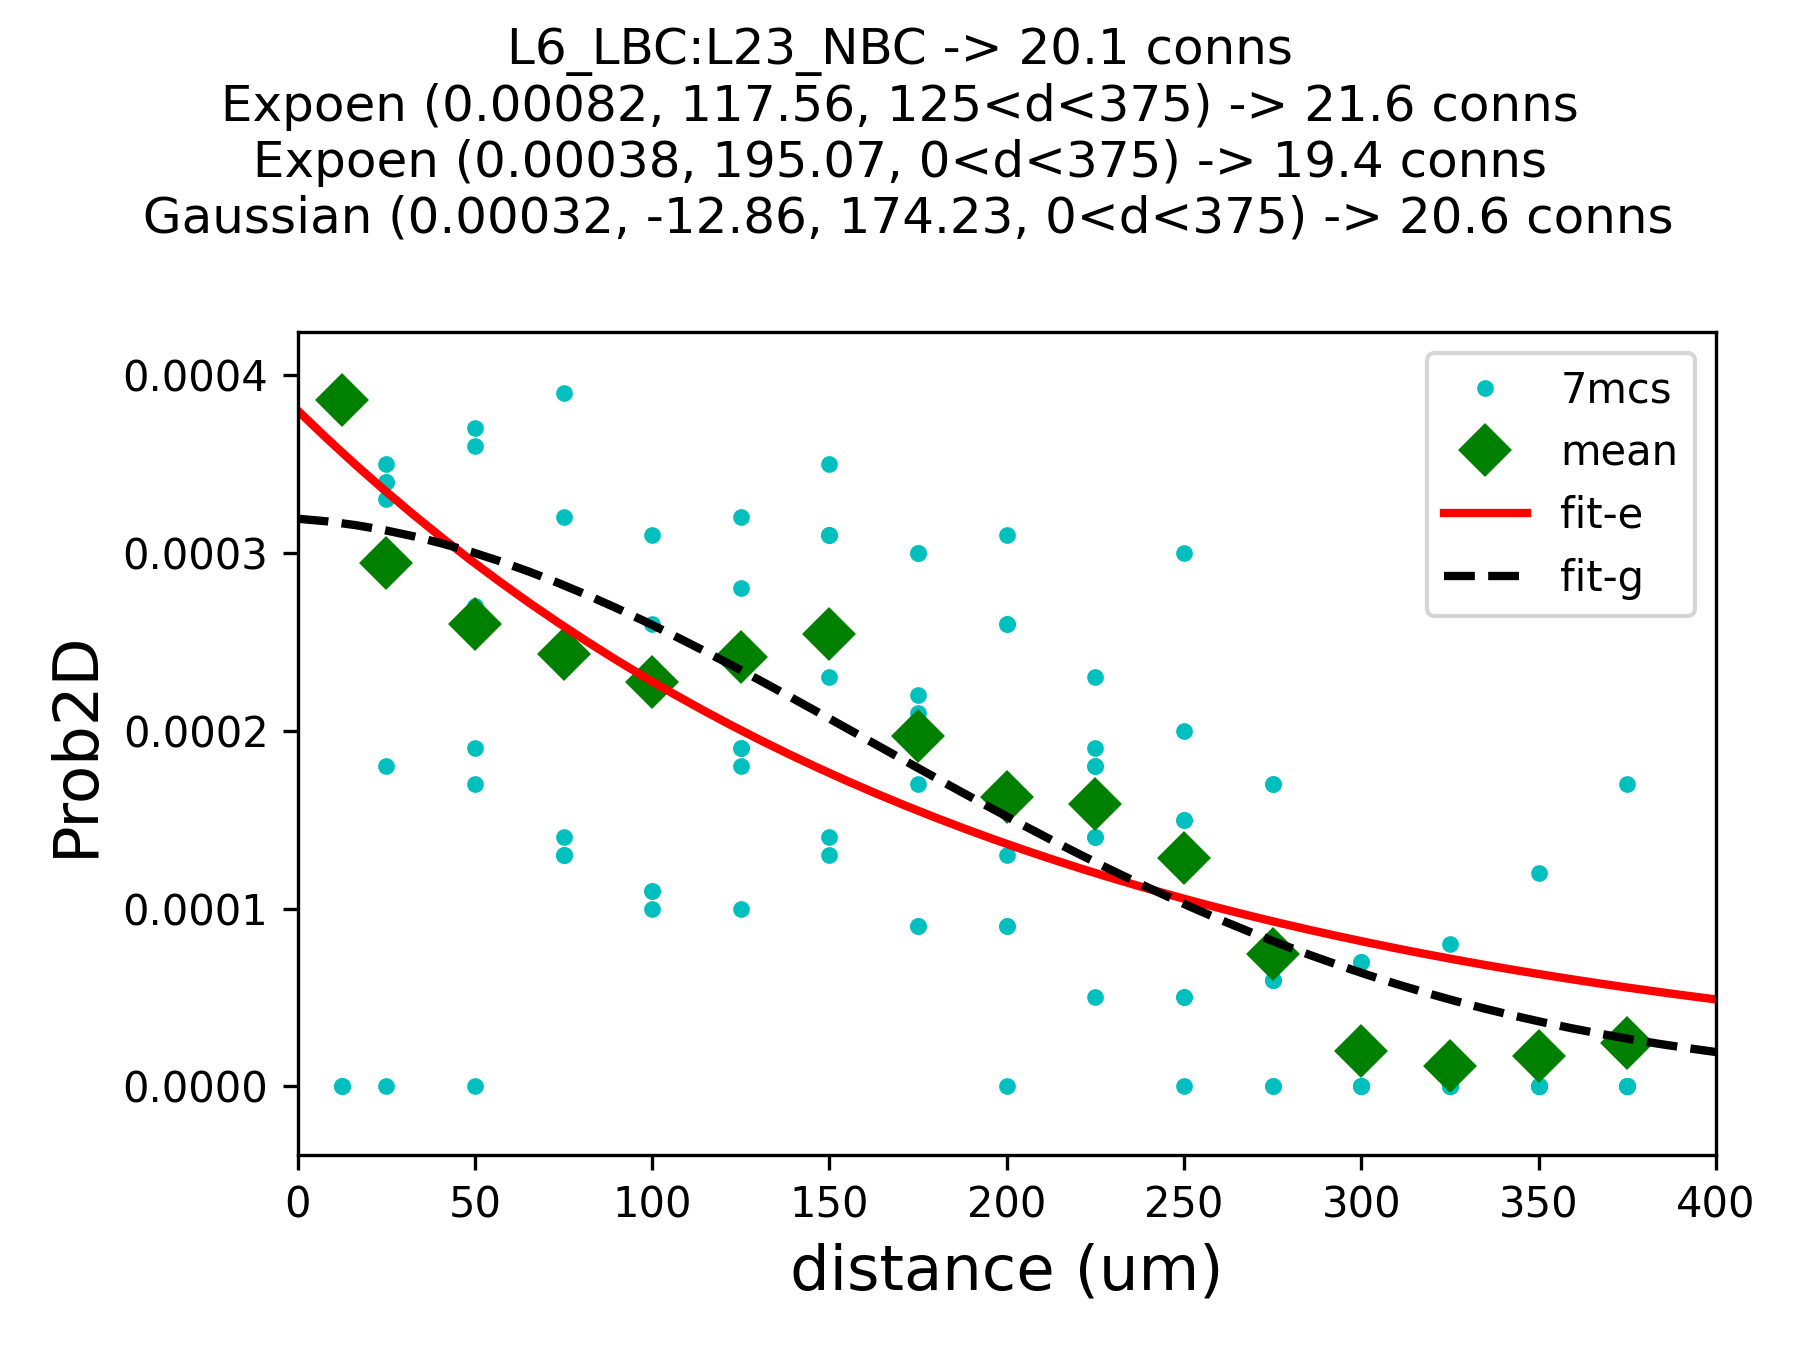 L6_LBC:L23_NBC -> 20.1 conns
Expoen (0.00082, 117.56, 125<d<375) -> 21.6 conns
Expoen (0.00038, 195.07, 0<d<375) -> 19.4 conns
Gaussian (0.00032, -12.86, 174.23, 0<d<375) -> 20.6 conns
0.0004
0.0003
0.0002
0.0001
0.0000
Prob2D
7mcs
mean
fit-e
fit-g
0 50 100 150 200 250 300 350 400
distance (um)